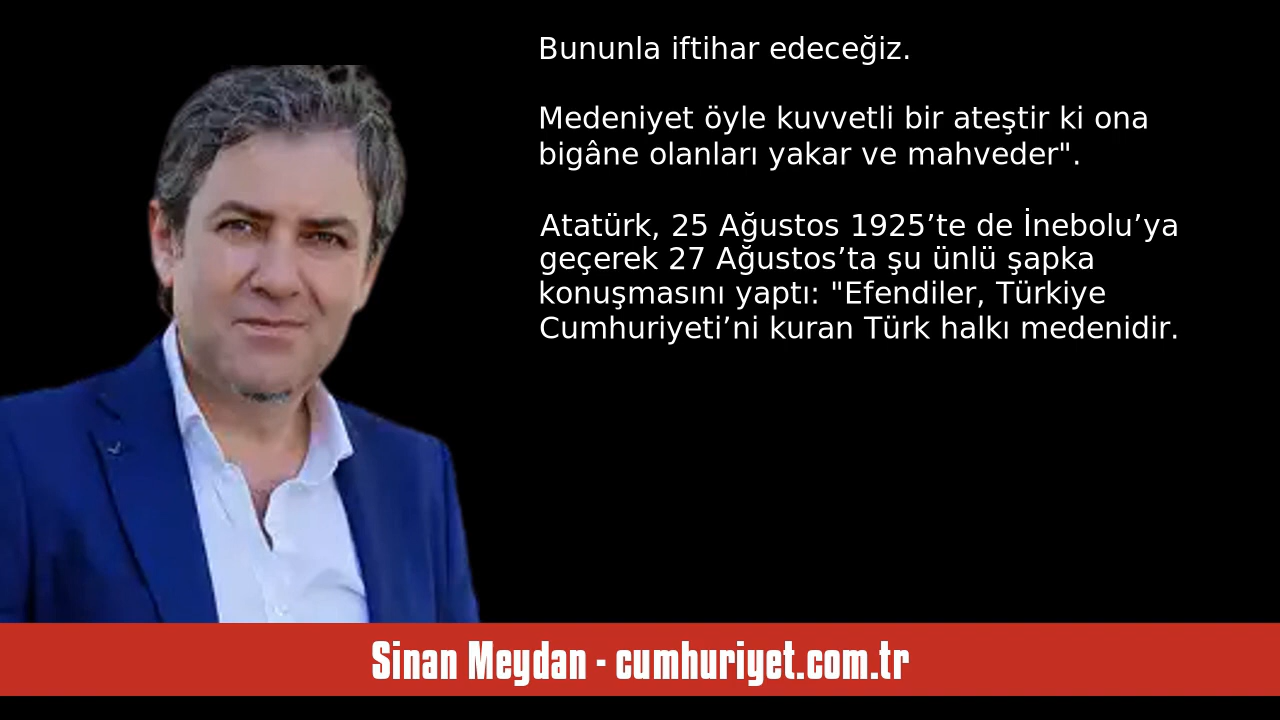 Bununla iftihar edeceğiz.
Medeniyet öyle kuvvetli bir ateştir ki ona
bigâne olanları yakar ve mahveder".
Atatürk, 25 Ağustos 1925’te de İnebolu’ya
geçerek 27 Ağustos’ta şu ünlü şapka
konuşmasını yaptı: "Efendiler, Türkiye
Cumhuriyeti’ni kuran Türk halkı medenidir.
Sinan Meydan - cumhuriyet.com.tr